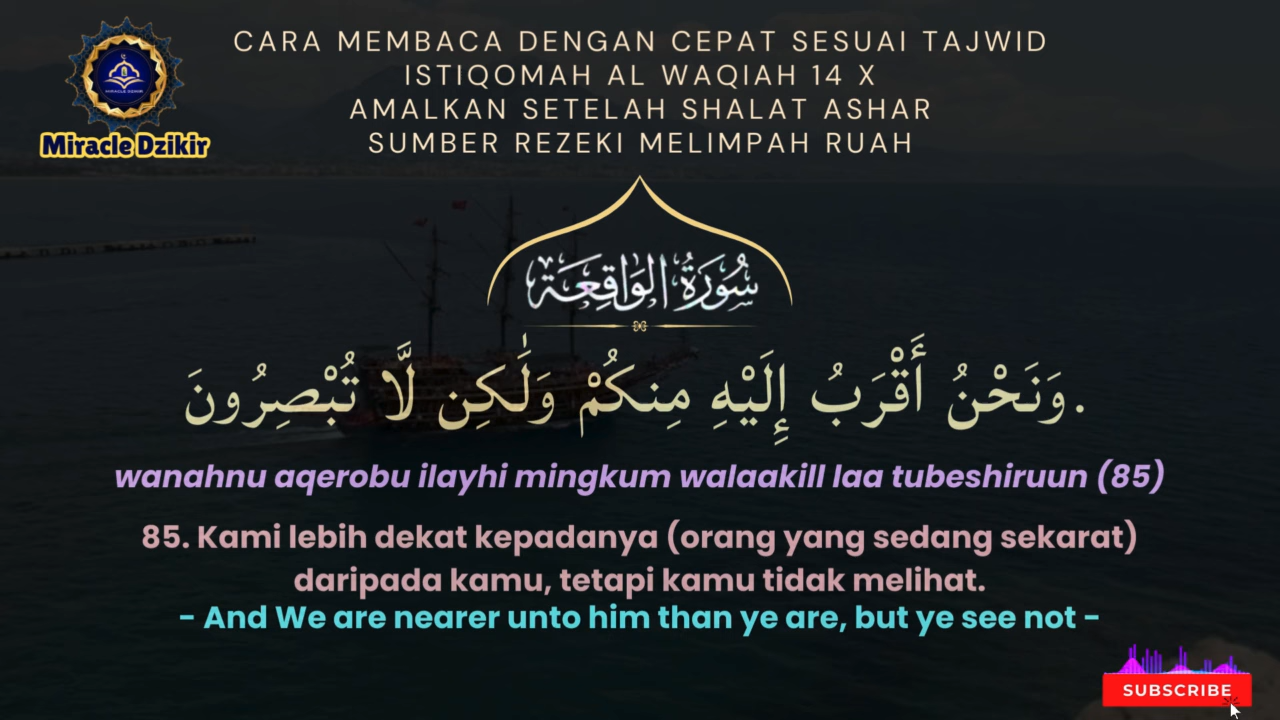 CARA MEMBACA DENGAN CEPAT SESUAI TAJWID
ISTIQOMAH AL WAQIAH 14 X
AMALKAN SETELAH SHALAT ASHAR
SUMBER REZEKI MELIMPAH RUAH
MIRACLE DZIKIR
Miracle Dzikir
سُوْرَةُ الوَاقِعَة
وَنَحْنُ أَقْرَبُ إِلَيْهِ مِنكُمْ وَلَٰكِن لَّا تُبْصِرُونَ.
wanahnu aqerobu ilayhi mingkum walaakill laa tubeshiruun (85)
85. Kami lebih dekat kepadanya (orang yang sedang sekarat)
daripada kamu, tetapi kamu tidak melihat.
- And We are nearer unto him than ye are, but ye see not -
SUBSCRIBE